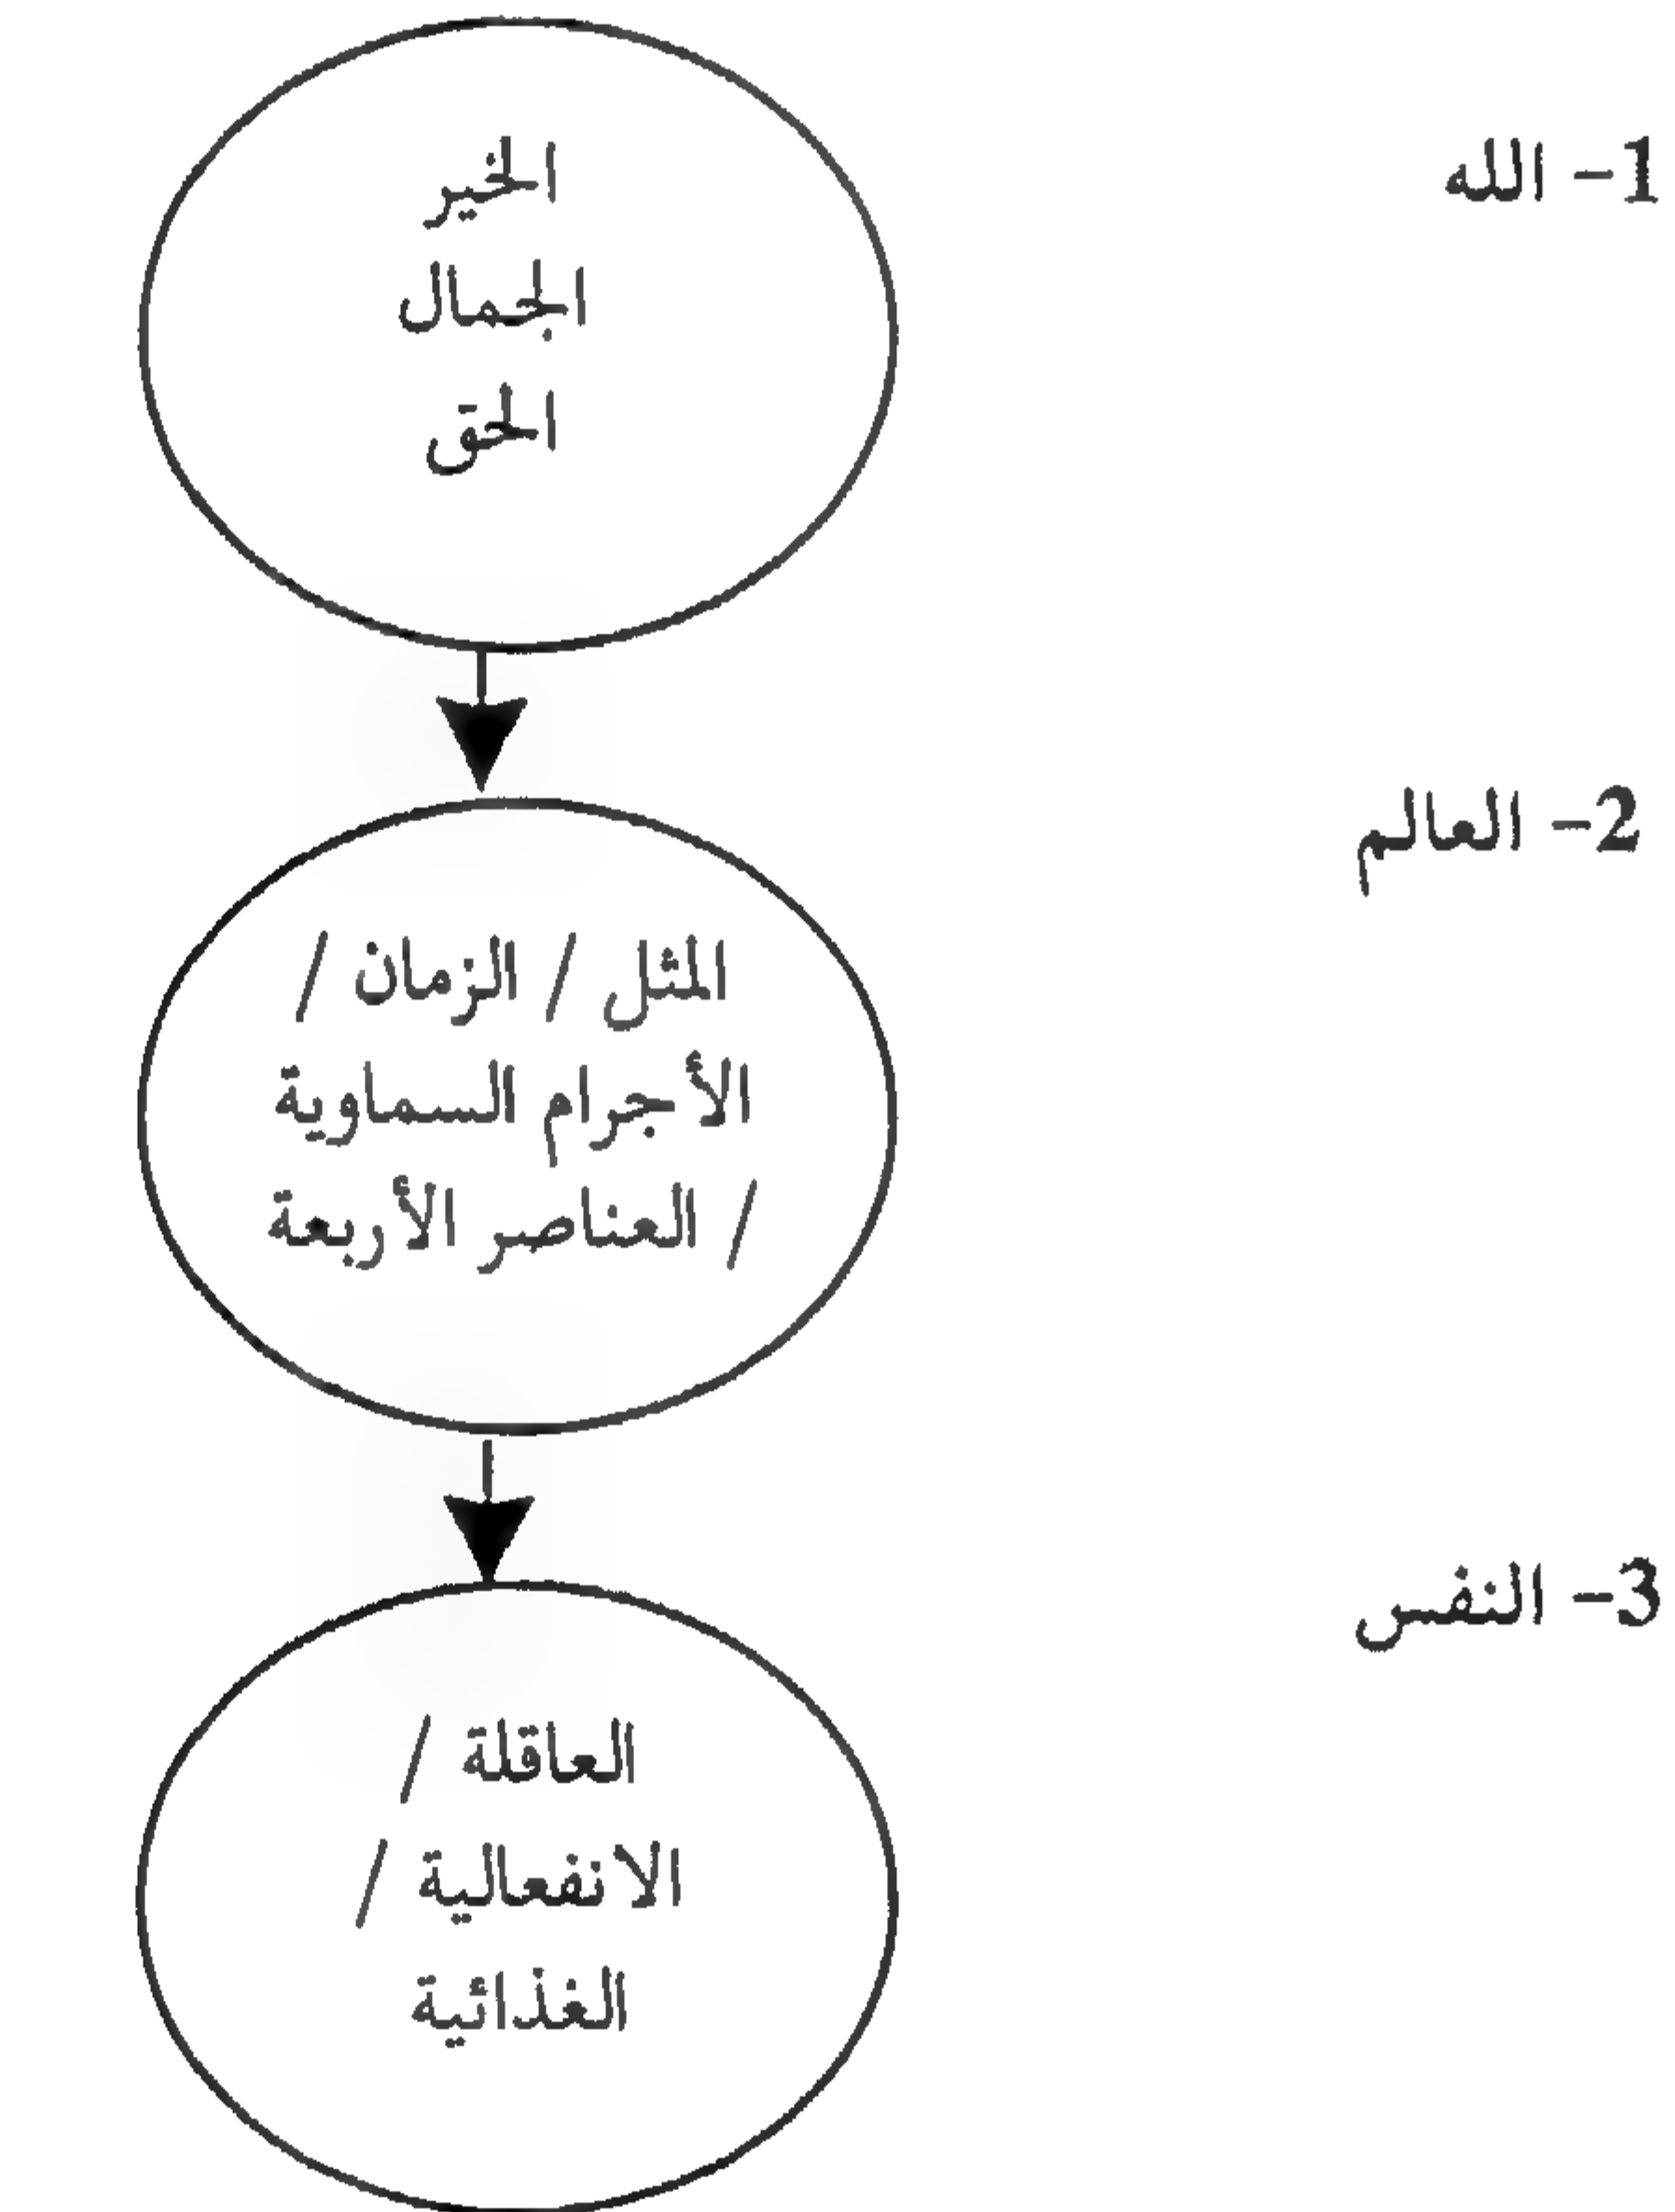 1- الله
الخير
الجمال
الحق
2- العالم
المثل / الزمان /
الأجرام السماوية
/ العناصر الأربعة
3- النفس
العاقلة /
الانفعالية /
الغذائية